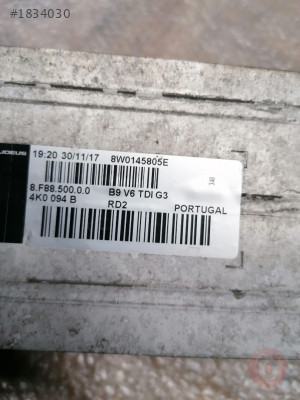 #1834030
19:20 30/11/17 8W0145805E
8.F88.500.0.0 B9 V6 TDI G3
4K0 094 B RD2 PORTUGAL